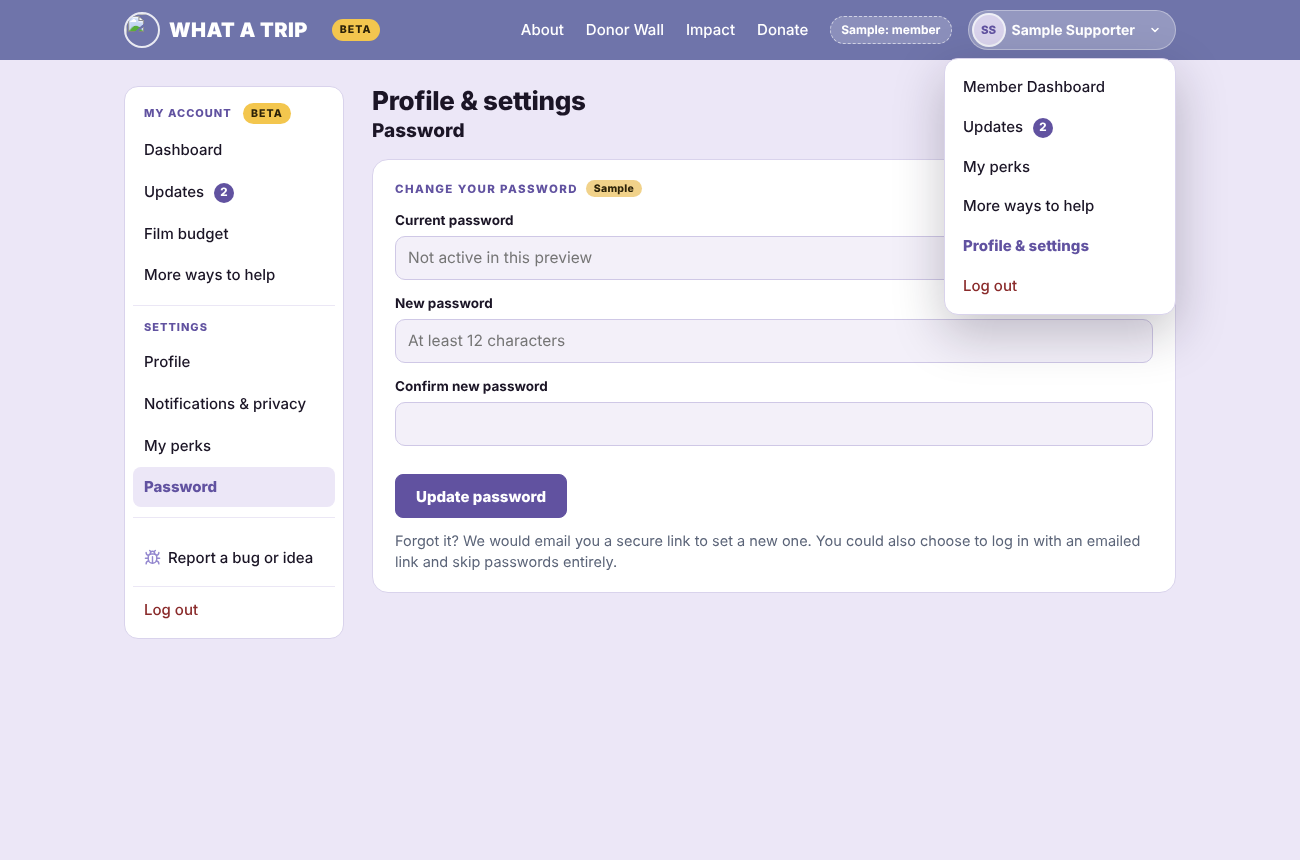 WHAT A TRIP BETA
About Donor Wall Impact Donate Sample: member SS Sample Supporter
Member Dashboard
Updates 2
My perks
More ways to help
Profile & settings
Log out
MY ACCOUNT BETA
Dashboard
Updates 2
Film budget
More ways to help
SETTINGS
Profile
Notifications & privacy
My perks
Password
Report a bug or idea
Log out
Profile & settings
Password
CHANGE YOUR PASSWORD Sample
Current password
Not active in this preview
New password
At least 12 characters
Confirm new password
Update password
Forgot it? We would email you a secure link to set a new one. You could also choose to log in with an emailed
link and skip passwords entirely.